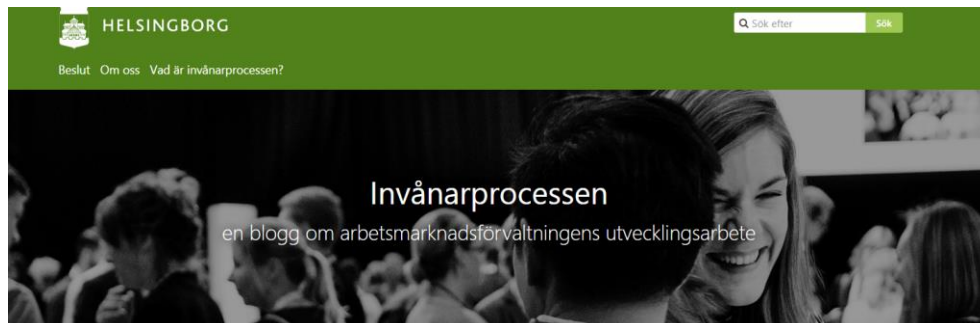 HELSINGBORG
Sök efter
Sök
Beslut Om oss Vad är invånarprocessen?
Invånarprocessen
en blogg om arbetsmarknadsförvaltningens utvecklingsarbete